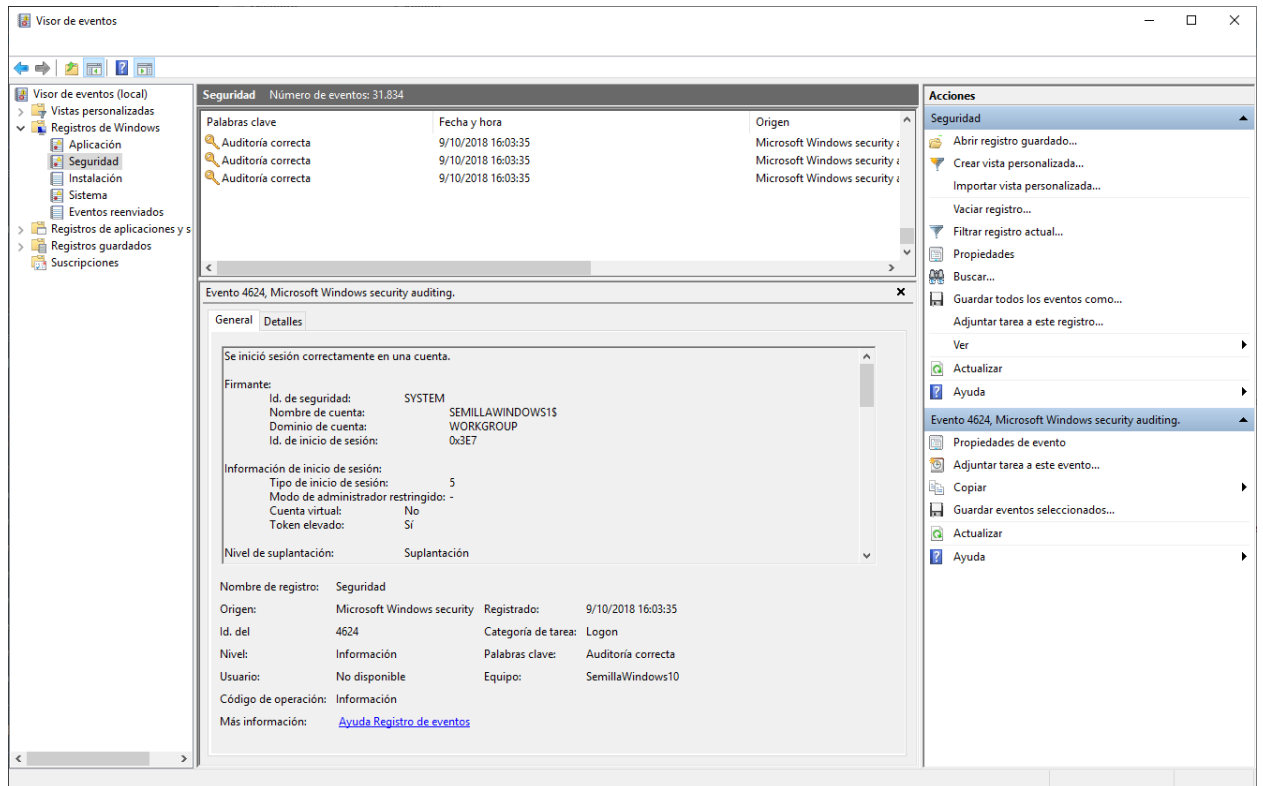 Visor de eventos
Visor de eventos (local)
Vistas personalizadas
Registros de Windows
Aplicación
Seguridad
Instalación
Sistema
Eventos reenviados
Registros de aplicaciones y s
Registros guardados
Suscripciones
Seguridad Número de eventos: 31.834
Palabras clave Fecha y hora Origen
Auditoría correcta 9/10/2018 16:03:35 Microsoft Windows security a
Auditoría correcta 9/10/2018 16:03:35 Microsoft Windows security a
Auditoría correcta 9/10/2018 16:03:35 Microsoft Windows security a
Evento 4624, Microsoft Windows security auditing.
General Detalles
Se inició sesión correctamente en una cuenta.
Firmante:
Id. de seguridad: SYSTEM
Nombre de cuenta: SEMILLAWINDOWS1$
Dominio de cuenta: WORKGROUP
Id. de inicio de sesión: 0x3E7
Información de inicio de sesión:
Tipo de inicio de sesión: 5
Modo de administrador restringido: -
Cuenta virtual: No
Token elevado: Sí
Nivel de suplantación: Suplantación
Nombre de registro: Seguridad
Origen: Microsoft Windows security Registrado: 9/10/2018 16:03:35
Id. del 4624 Categoría de tarea: Logon
Nivel: Información Palabras clave: Auditoría correcta
Usuario: No disponible Equipo: SemillaWindows10
Código de operación: Información
Más información: Ayuda Registro de eventos
Acciones
Seguridad
Abrir registro guardado...
Crear vista personalizada...
Importar vista personalizada...
Vaciar registro...
Filtrar registro actual...
Propiedades
Buscar...
Guardar todos los eventos como...
Adjuntar tarea a este registro...
Ver
Actualizar
Ayuda
Evento 4624, Microsoft Windows security auditing.
Propiedades de evento
Adjuntar tarea a este evento...
Copiar
Guardar eventos seleccionados...
Actualizar
Ayuda